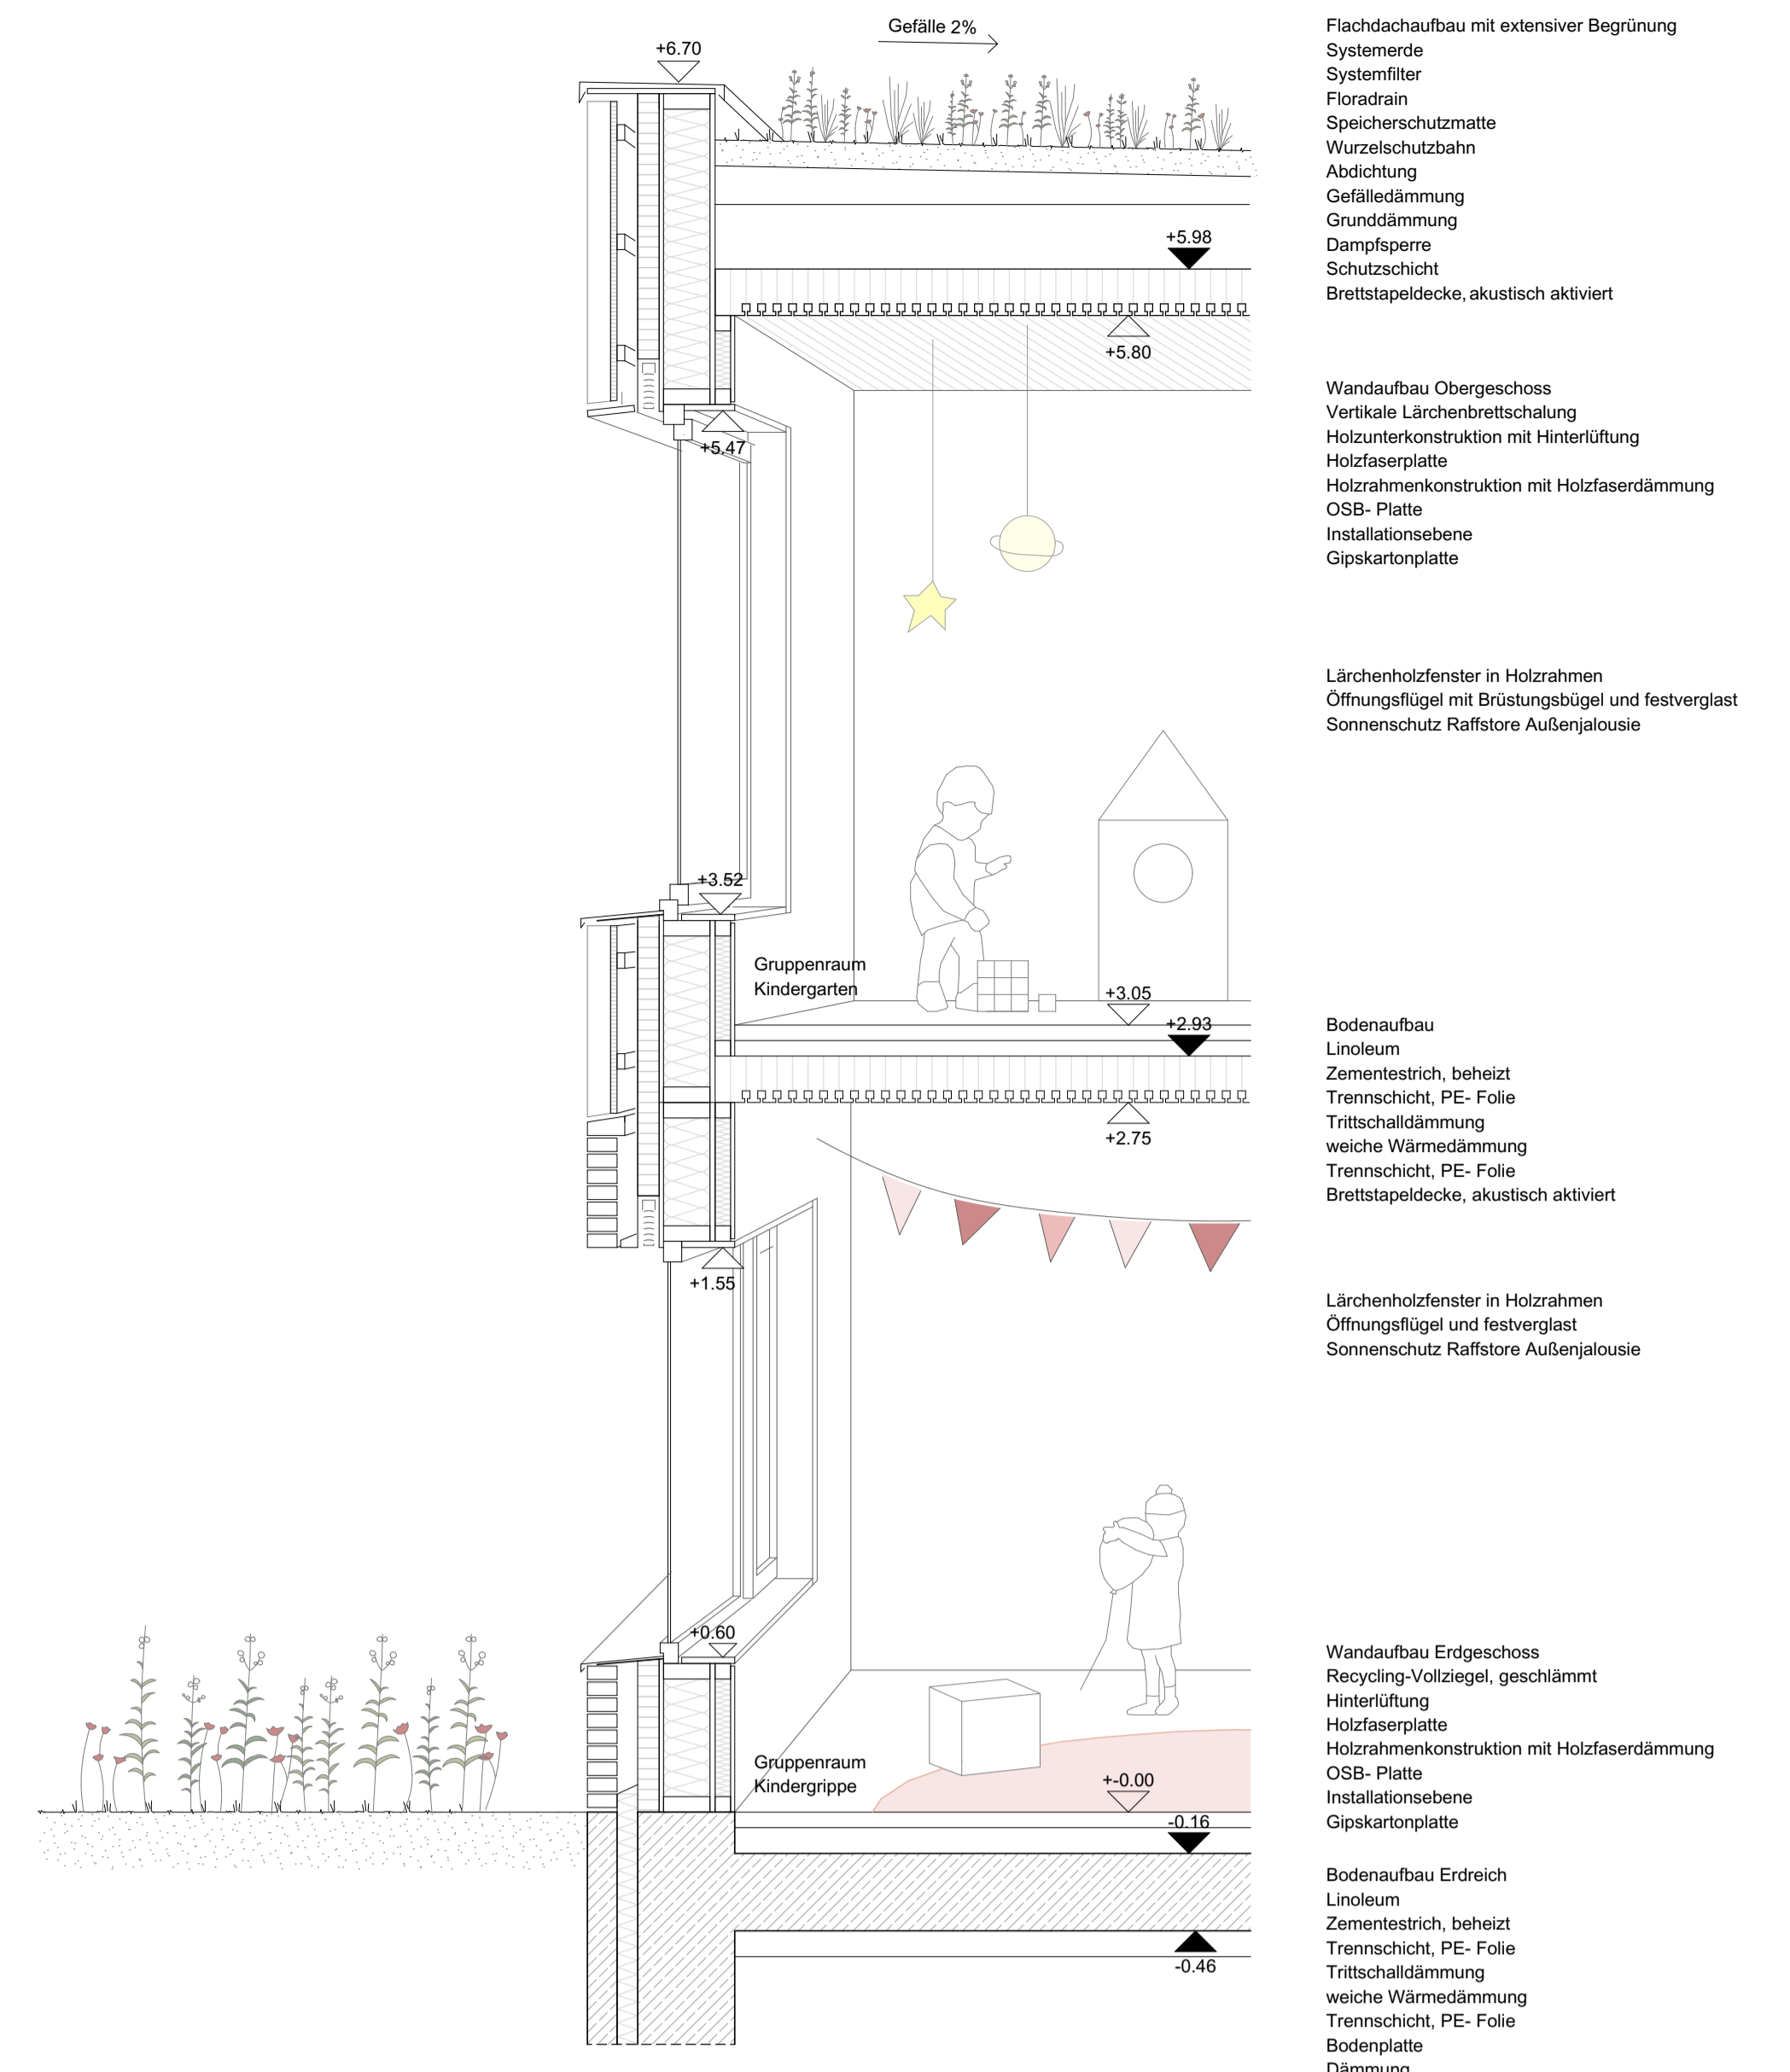 Gefälle 2%
+6.70
+5.98
+5.80
+5.47
+3.52
Gruppenraum
Kindergarten
+3.05
+2.93
+2.75
+1.55
+0.60
Gruppenraum
Kindergrippe
+-0.00
-0.16
-0.46
Flachdachaufbau mit extensiver Begrünung
Systemerde
Systemfilter
Floradrain
Speicherschutzmatte
Wurzelschutzbahn
Abdichtung
Gefälledämmung
Grunddämmung
Dampfsperre
Schutzschicht
Brettstapeldecke, akustisch aktiviert
Wandaufbau Obergeschoss
Vertikale Lärchenbrettschalung
Holzunterkonstruktion mit Hinterlüftung
Holzfaserplatte
Holzrahmenkonstruktion mit Holzfaserdämmung
OSB- Platte
Installationsebene
Gipskartonplatte
Lärchenholzfenster in Holzrahmen
Öffnungsflügel mit Brüstungsbügel und festverglast
Sonnenschutz Raffstore Außenjalousie
Bodenaufbau
Linoleum
Zementestrich, beheizt
Trennschicht, PE- Folie
Trittschalldämmung
weiche Wärmedämmung
Trennschicht, PE- Folie
Brettstapeldecke, akustisch aktiviert
Lärchenholzfenster in Holzrahmen
Öffnungsflügel und festverglast
Sonnenschutz Raffstore Außenjalousie
Wandaufbau Erdgeschoss
Recycling-Vollziegel, geschlämmt
Hinterlüftung
Holzfaserplatte
Holzrahmenkonstruktion mit Holzfaserdämmung
OSB- Platte
Installationsebene
Gipskartonplatte
Bodenaufbau Erdreich
Linoleum
Zementestrich, beheizt
Trennschicht, PE- Folie
Trittschalldämmung
weiche Wärmedämmung
Trennschicht, PE- Folie
Bodenplatte
Dämmung